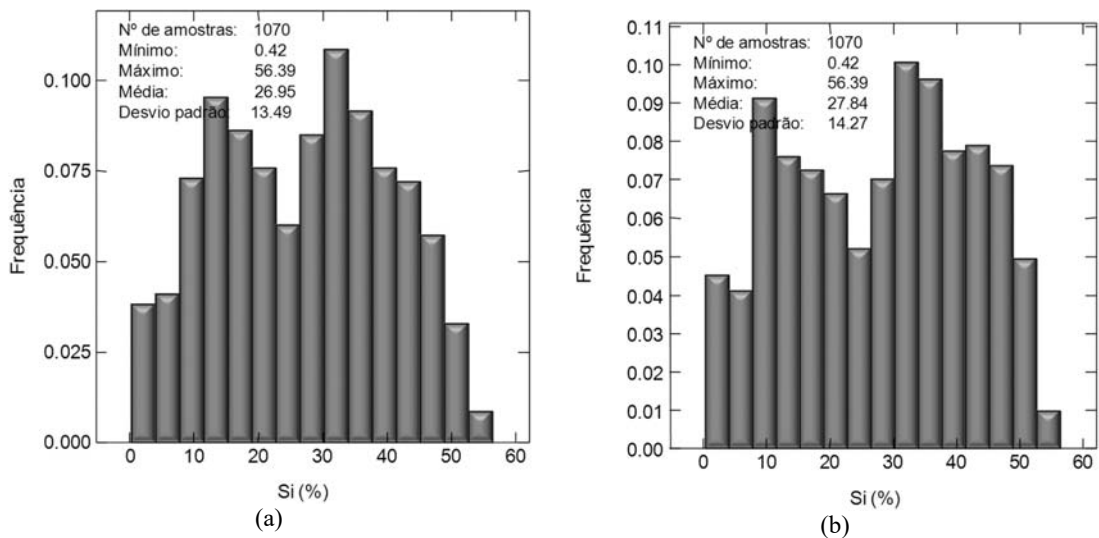 Nº de amostras: 1070
Mínimo: 0.42
Máximo: 56.39
Média: 26.95
Desvio padrão: 13.49
0.100
0.075
0.050
0.025
0.000
Frequência
0 10 20 30 40 50 60
Si (%)
(a)
Nº de amostras: 1070
Mínimo: 0.42
Máximo: 56.39
Média: 27.84
Desvio padrão: 14.27
0.11
0.10
0.09
0.08
0.07
0.06
0.05
0.04
0.03
0.02
0.01
0.00
Frequência
0 10 20 30 40 50 60
Si (%)
(b)